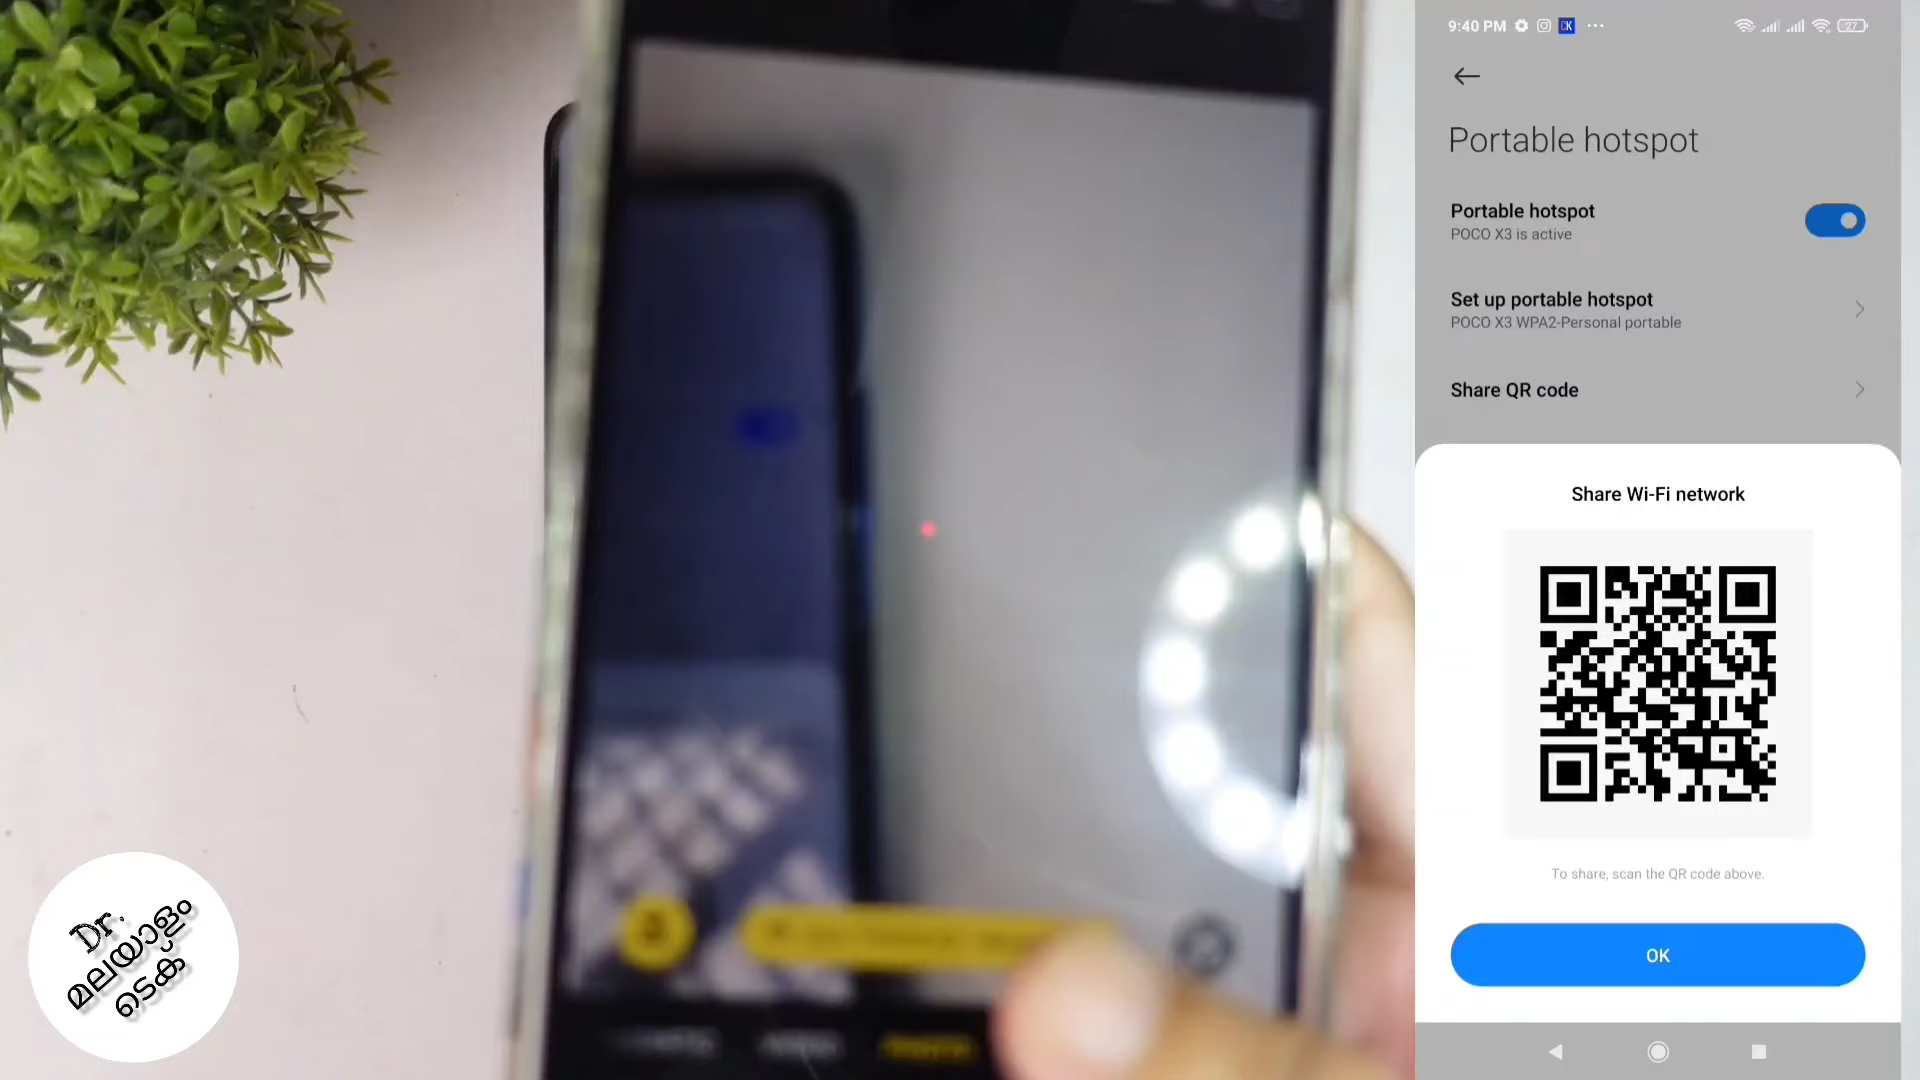 9:40 PM
27
Portable hotspot
Portable hotspot
POCO X3 is active
Set up portable hotspot
POCO X3 WPA2-Personal portable
Share QR code
Share Wi-Fi network
To share, scan the QR code above.
OK
Dr.
മലയാളം
ടെക്